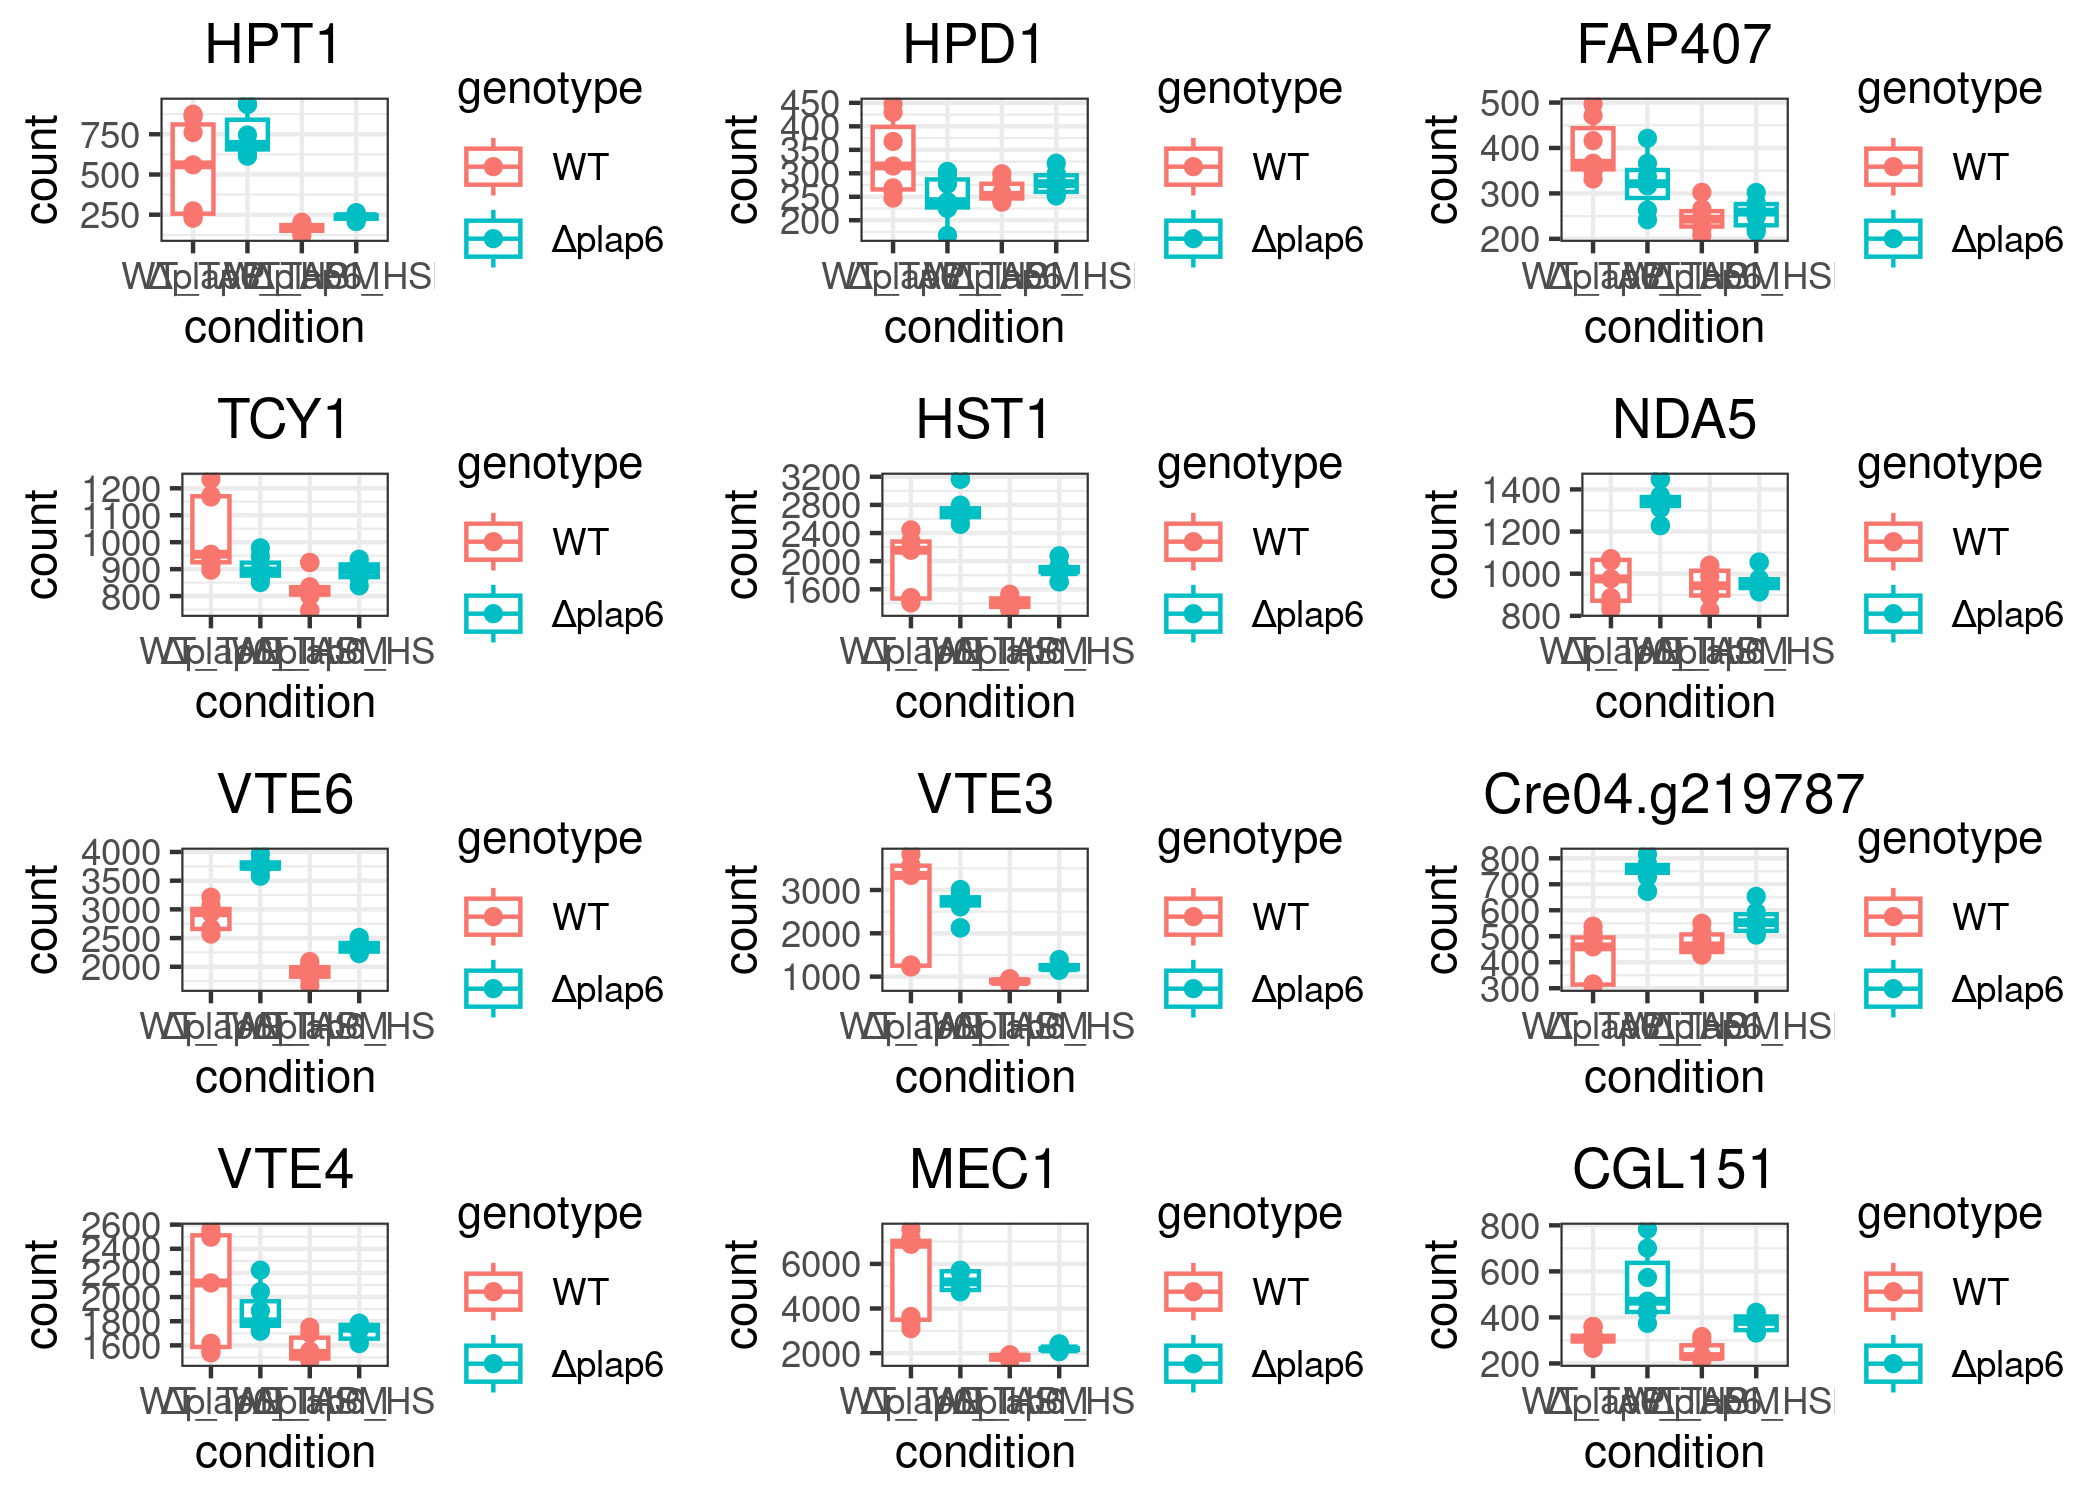 HPT1
genotype
count
750
500
250
WT
Δplap6
condition
HPD1
genotype
count
450
400
350
300
250
200
WT
Δplap6
condition
FAP407
genotype
count
500
400
300
200
WT
Δplap6
condition
TCY1
genotype
count
1200
1100
1000
900
800
WT
Δplap6
condition
HST1
genotype
count
3200
2800
2400
2000
1600
WT
Δplap6
condition
NDA5
genotype
count
1400
1200
1000
800
WT
Δplap6
condition
VTE6
genotype
count
4000
3500
3000
2500
2000
WT
Δplap6
condition
VTE3
genotype
count
3000
2000
1000
WT
Δplap6
condition
Cre04.g219787
genotype
count
800
700
600
500
400
300
WT
Δplap6
condition
VTE4
genotype
count
2600
2400
2200
2000
1800
1600
WT
Δplap6
condition
MEC1
genotype
count
6000
4000
2000
WT
Δplap6
condition
CGL151
genotype
count
800
600
400
200
WT
Δplap6
condition